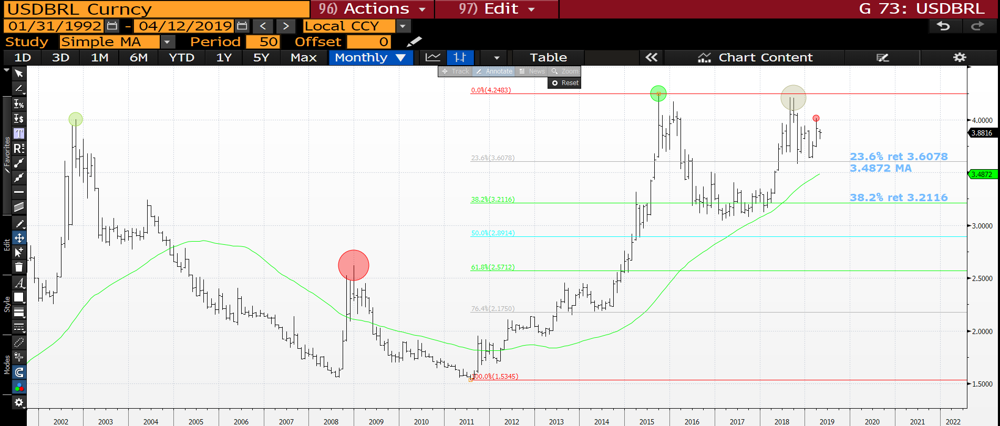 USDBRL Curncy
96) Actions
97) Edit
G 73: USDBRL
01/31/1992 - 04/12/2019 < > Local CCY
Study Simple MA Period 50 Offset 0
1D 3D 1M 6M YTD 1Y 5Y Max Monthly ▼ Table « Chart Content
Track Annotate News Zoom
Reset
Favorites
Edit
Style
Modes
%
$
T
R
A
0.0%(4.2483)
23.6%(3.6078)
38.2%(3.2116)
50.0%(2.8914)
61.8%(2.5712)
76.4%(2.1750)
100.0%(1.5345)
23.6% ret 3.6078
3.4872 MA
38.2% ret 3.2116
4.0000
3.8816
3.4872
3.0000
2.5000
2.0000
1.5000
2002 2003 2004 2005 2006 2007 2008 2009 2010 2011 2012 2013 2014 2015 2016 2017 2018 2019 2020 2021 2022